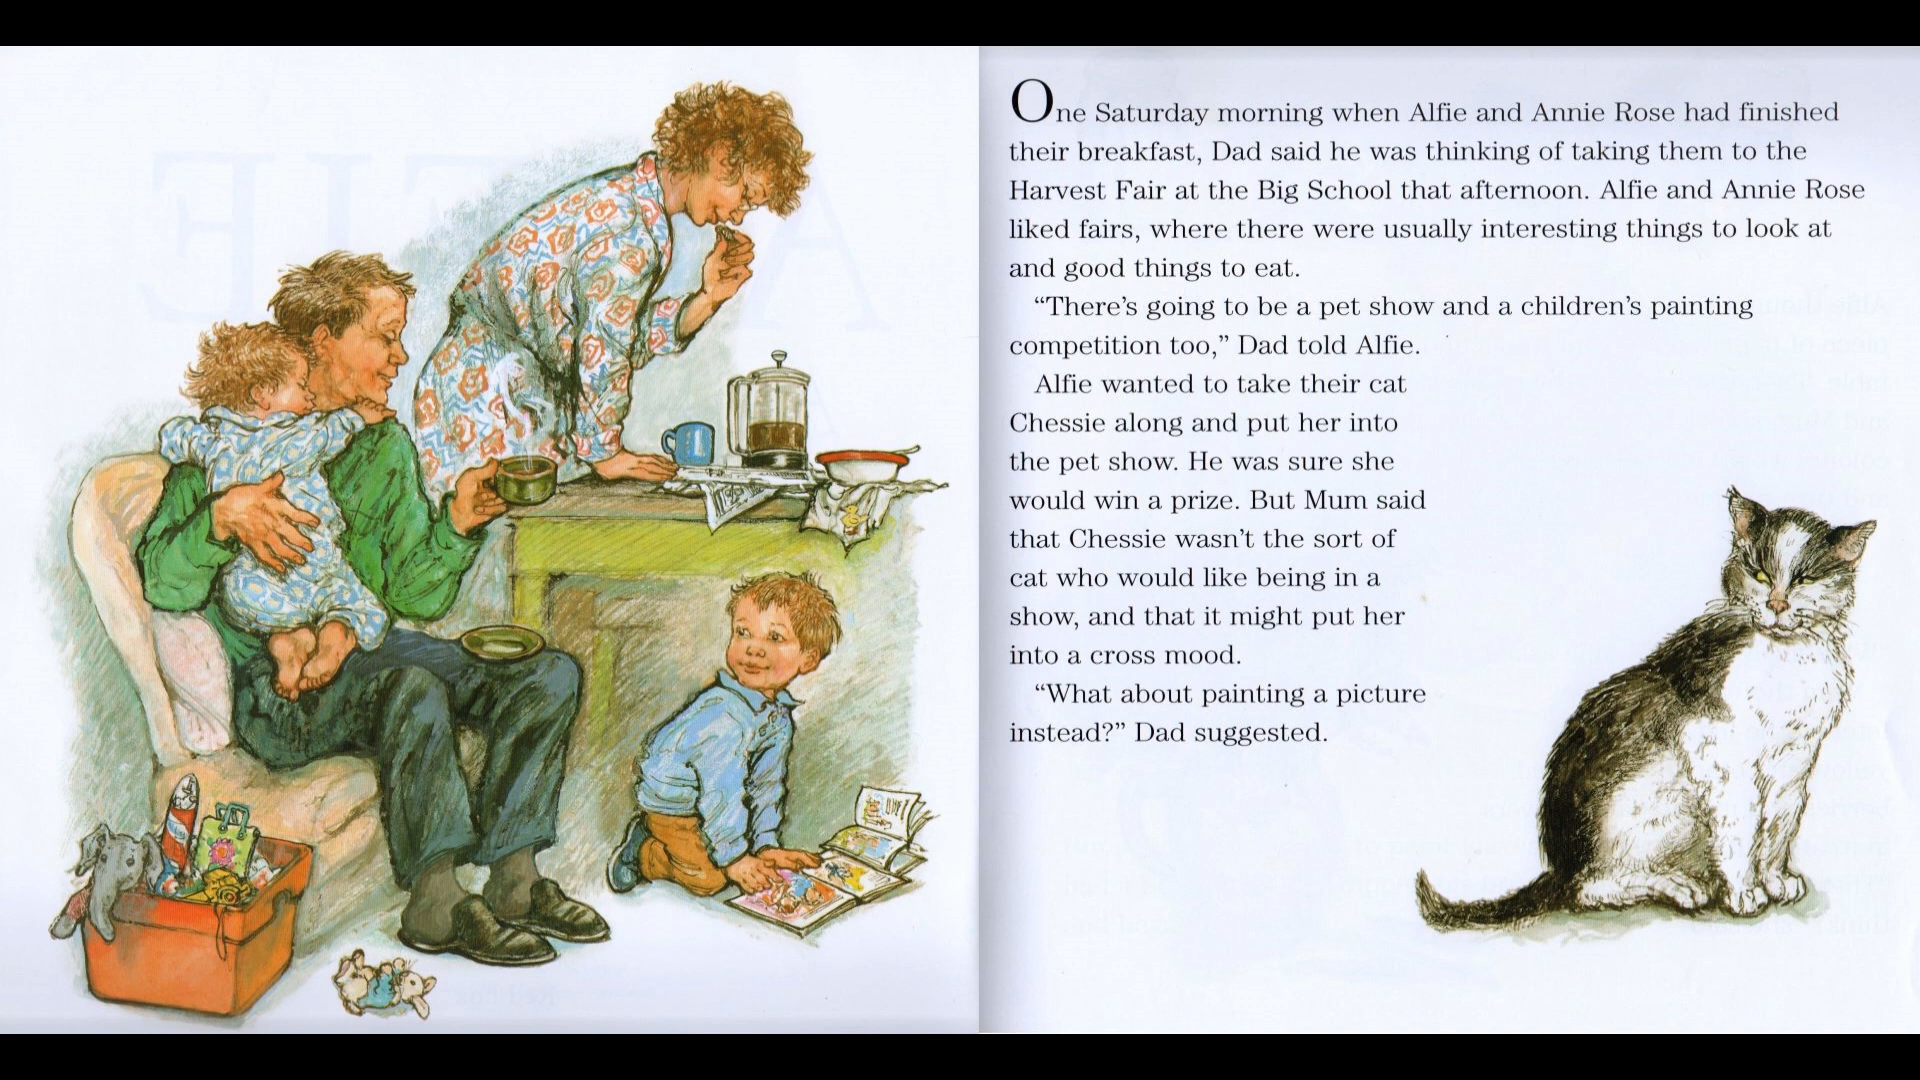 One Saturday morning when Alfie and Annie Rose had finished
their breakfast, Dad said he was thinking of taking them to the
Harvest Fair at the Big School that afternoon. Alfie and Annie Rose
liked fairs, where there were usually interesting things to look at
and good things to eat.
“There’s going to be a pet show and a children’s painting
competition too,” Dad told Alfie.
Alfie wanted to take their cat
Chessie along and put her into
the pet show. He was sure she
would win a prize. But Mum said
that Chessie wasn’t the sort of
cat who would like being in a
show, and that it might put her
into a cross mood.
“What about painting a picture
instead?” Dad suggested.